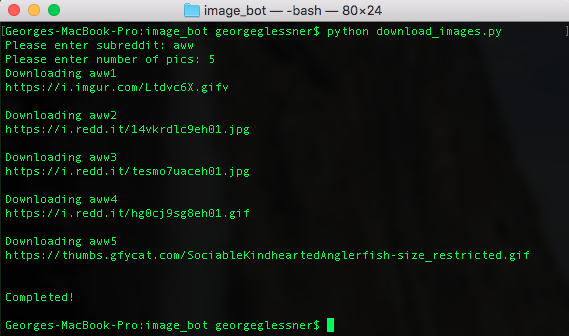 image_bot — -bash — 80×24
[Georges-MacBook-Pro:image_bot georgeglessner$ python download_images.py ]
Please enter subreddit: aww
Please enter number of pics: 5
Downloading aww1
https://i.imgur.com/Ltdvc6X.gifv
Downloading aww2
https://i.redd.it/14vkrdlc9eh01.jpg
Downloading aww3
https://i.redd.it/tesmo7uaceh01.jpg
Downloading aww4
https://i.redd.it/hg0cj9sg8eh01.gif
Downloading aww5
https://thumbs.gfycat.com/SociableKindheartedAnglerfish-size_restricted.gif
Completed!
Georges-MacBook-Pro:image_bot georgeglessner$